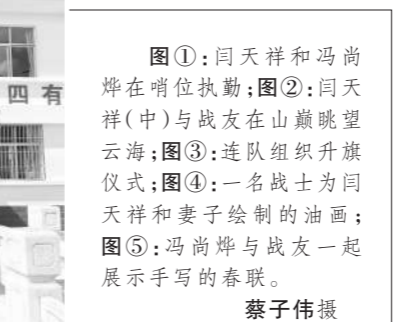 四有
图①：闫天祥和冯尚
烨在哨位执勤；图②：闫天
祥（中）与战友在山巅眺望
云海；图③：连队组织升旗
仪式；图④：一名战士为闫
天祥和妻子绘制的油画；
图⑤：冯尚烨与战友一起
展示手写的春联。
蔡子伟摄